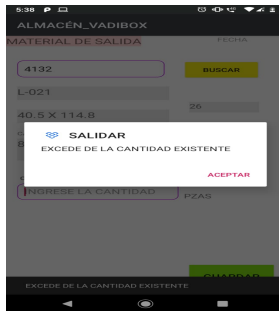 5:38
ALMACÉN_VADIBOX
MATERIAL DE SALIDA FECHA
4132 BUSCAR
L-021
40.5 X 114.8 26
SALIDAR
EXCEDE DE LA CANTIDAD EXISTENTE
ACEPTAR
INGRESE LA CANTIDAD PZAS
GUARDAR
EXCEDE DE LA CANTIDAD EXISTENTE